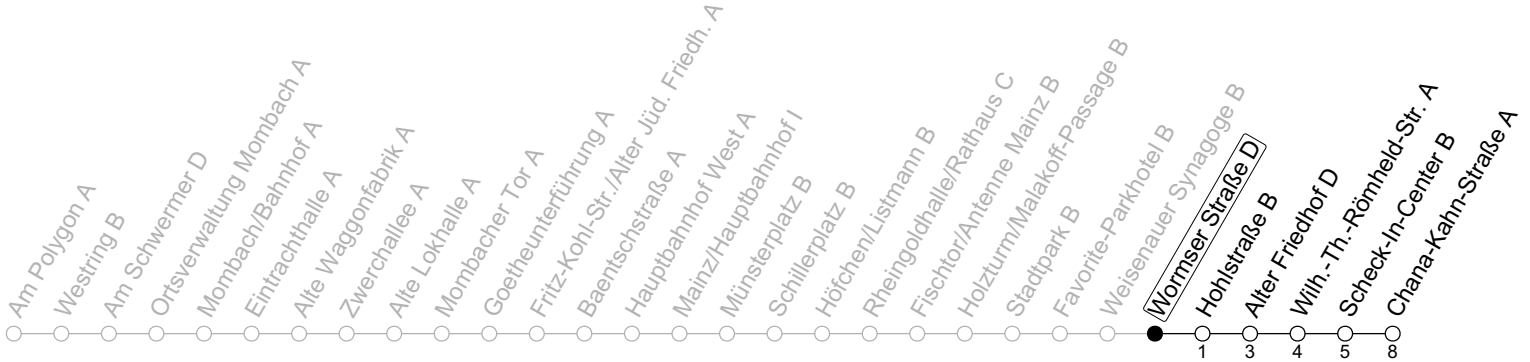 Am Polygon A
Westring B
Am Schwermer D
Ortsverwaltung Mombach A
Mombach/Bahnhof A
Eintrachthalle A
Alte Waggonfabrik A
Zwerchallee A
Alte Lokhalle A
Mombacher Tor A
Goetheunterführung A
Fritz-Kohl-Str./Alter Jüd. Friedh. A
Baentschstraße A
Hauptbahnhof West A
Mainz/Hauptbahnhof I
Münsterplatz B
Schillerplatz B
Höfchen/Listmann B
Rheingoldhalle/Rathaus C
Fischtor/Antenne Mainz B
Holzturm/Malakoff-Passage B
Stadtpark B
Favorite-Parkhotel B
Weisenauer Synagoge B
Wormser Straße D
Hohlstraße B
Alter Friedhof D
Wilh.-Th.-Römheld-Str. A
Scheck-In-Center B
Chana-Kahn-Straße A
1 3 4 5 8